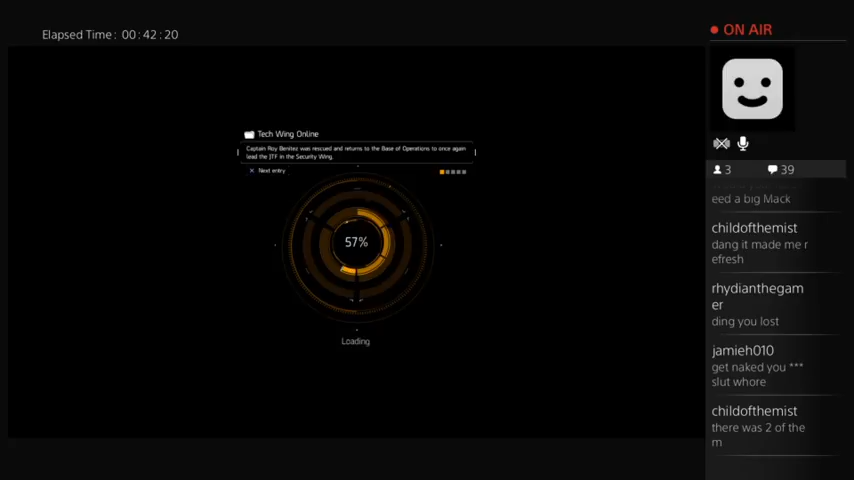 Elapsed Time: 00:42:20
ON AIR
Tech Wing Online
Captain Roy Benitez was rescued and returns to the Base of Operations to once again
lead the JTF in the Security Wing.
Next entry
57%
Loading
3 39
eed a big Mack
childofthemist
dang it made me r
efresh
rhydianthegam
er
ding you lost
jamieh010
get naked you ***
slut whore
childofthemist
there was 2 of the
m